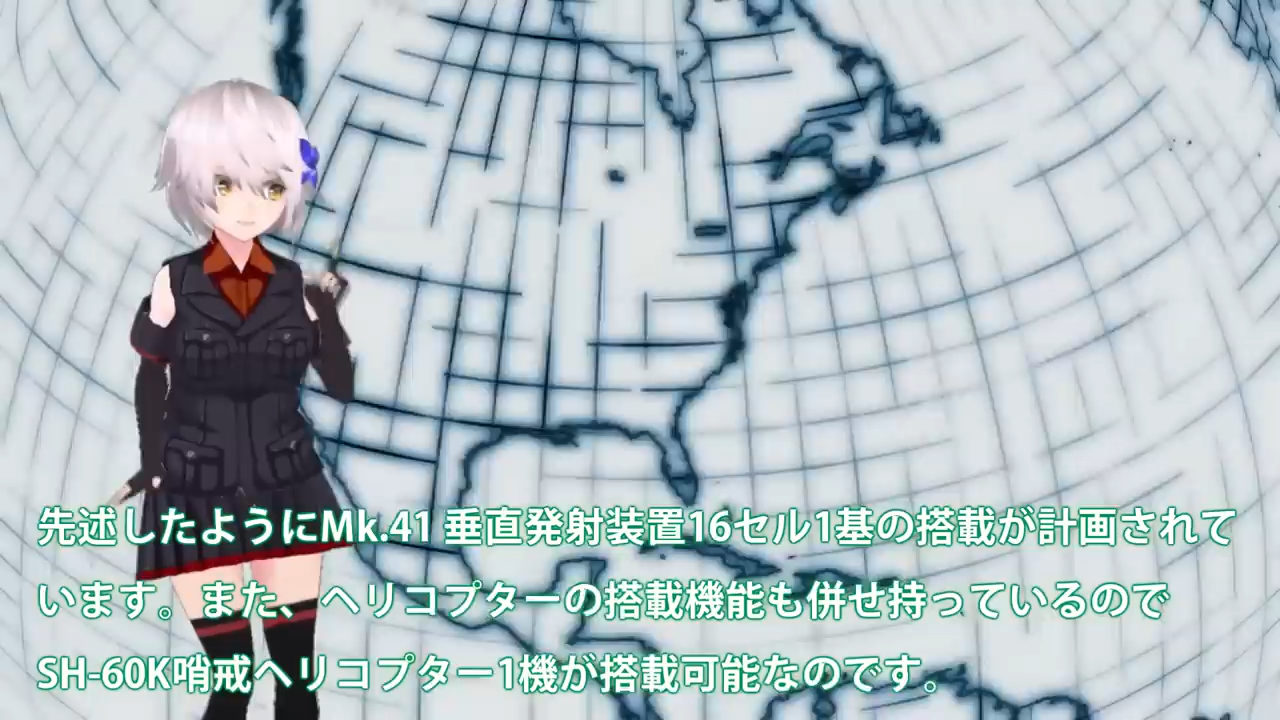 先述したようにMk.41 垂直発射装置16セル1基の搭載が計画されて
います。また、ヘリコプターの搭載機能も併せ持っているので
SH-60K哨戒ヘリコプター1機が搭載可能なのです。